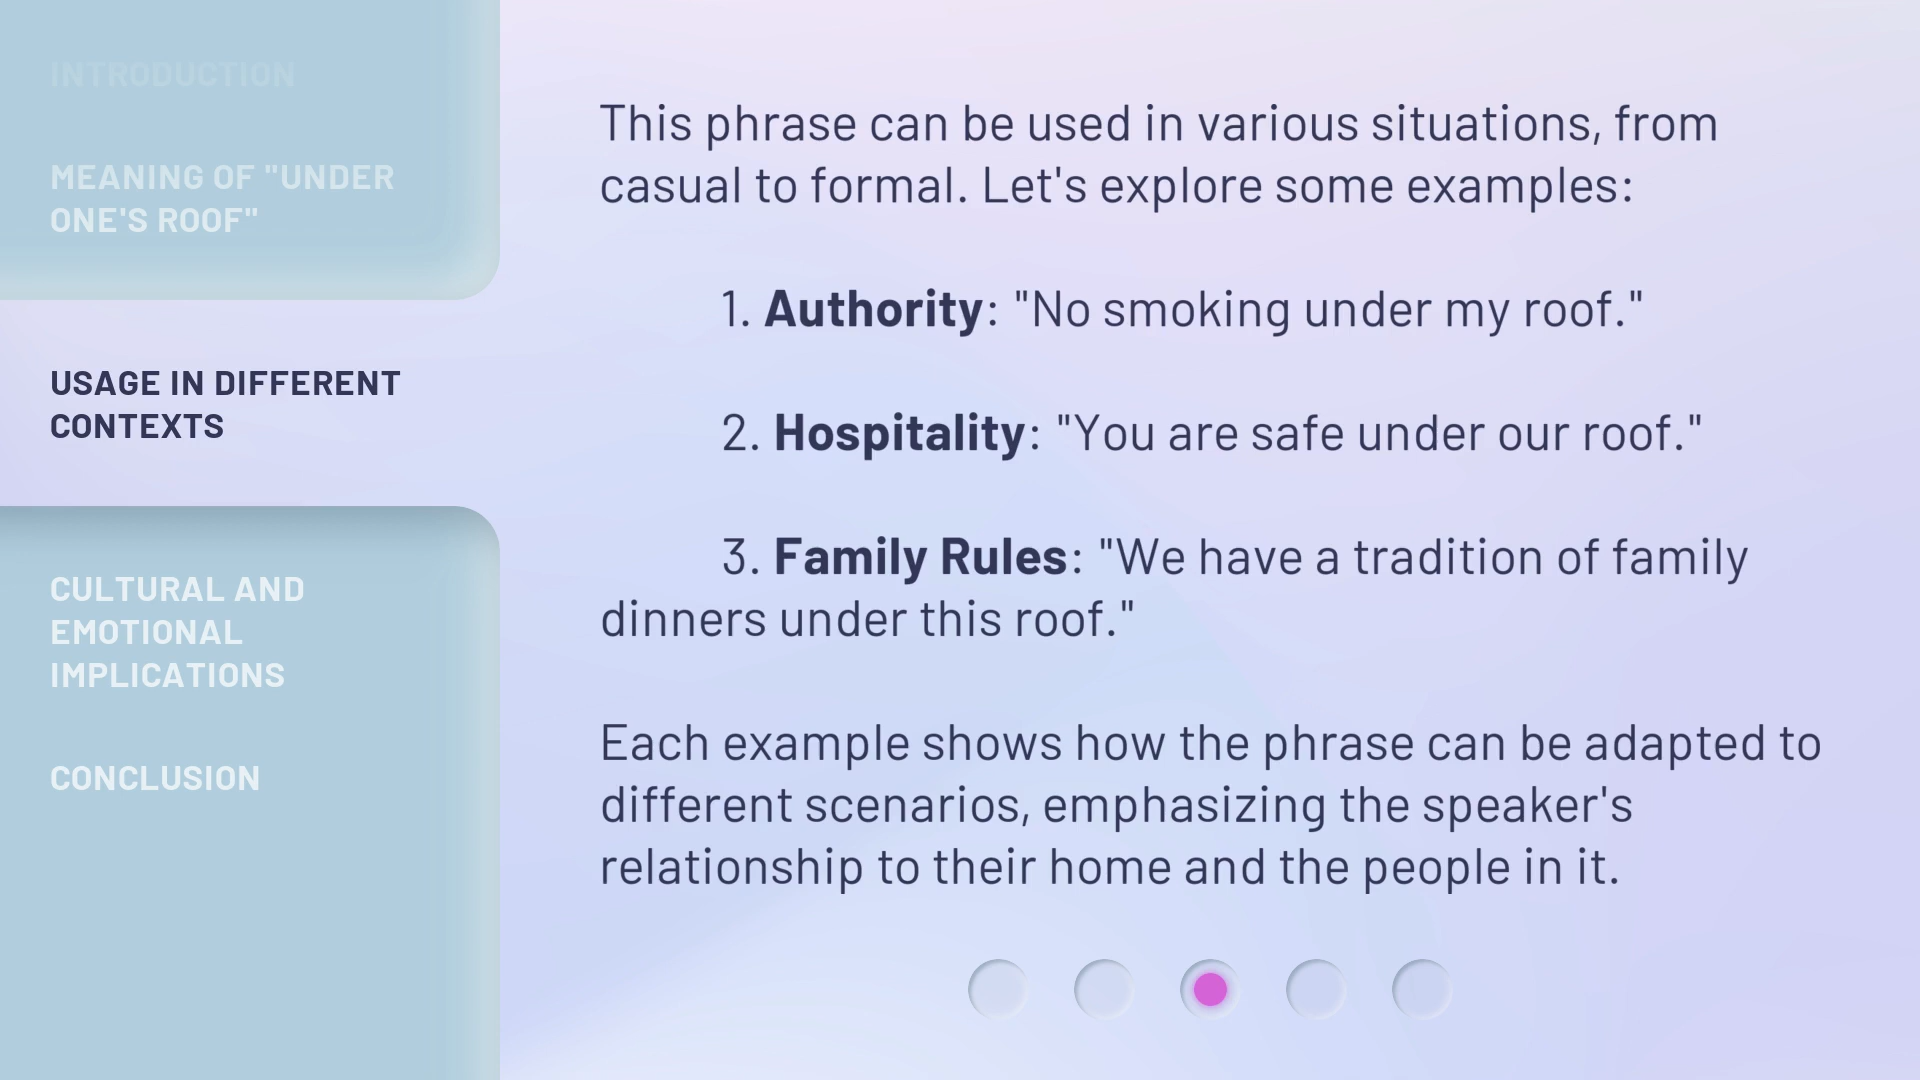 INTRODUCTION
MEANING OF "UNDER
ONE'S ROOF"
USAGE IN DIFFERENT
CONTEXTS
CULTURAL AND
EMOTIONAL
IMPLICATIONS
CONCLUSION
This phrase can be used in various situations, from
casual to formal. Let's explore some examples:
1. Authority: "No smoking under my roof."
2. Hospitality: "You are safe under our roof."
3. Family Rules: "We have a tradition of family
dinners under this roof."
Each example shows how the phrase can be adapted to
different scenarios, emphasizing the speaker's
relationship to their home and the people in it.